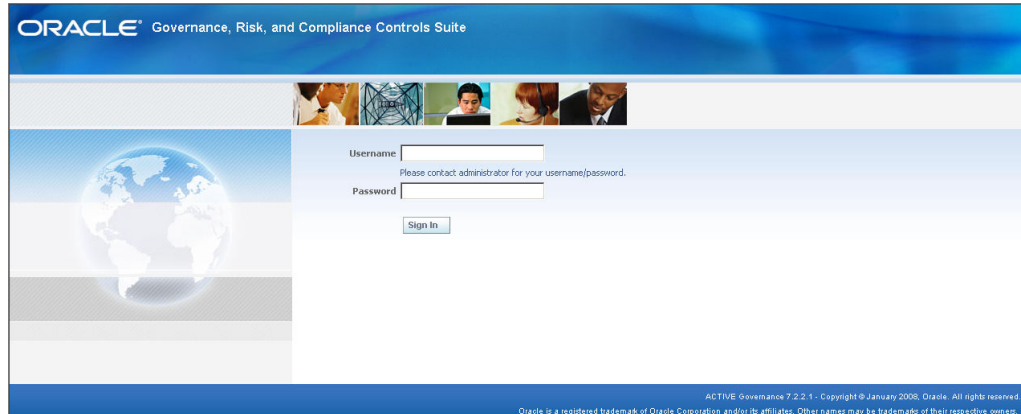 ORACLE® Governance, Risk, and Compliance Controls Suite
Username
Please contact administrator for your username/password.
Password
Sign In
ACTIVE Governance 7.2.2.1 - Copyright © January 2008, Oracle. All rights reserved.
Oracle is a registered trademark of Oracle Corporation and/or its affiliates. Other names may be trademarks of their respective owners.